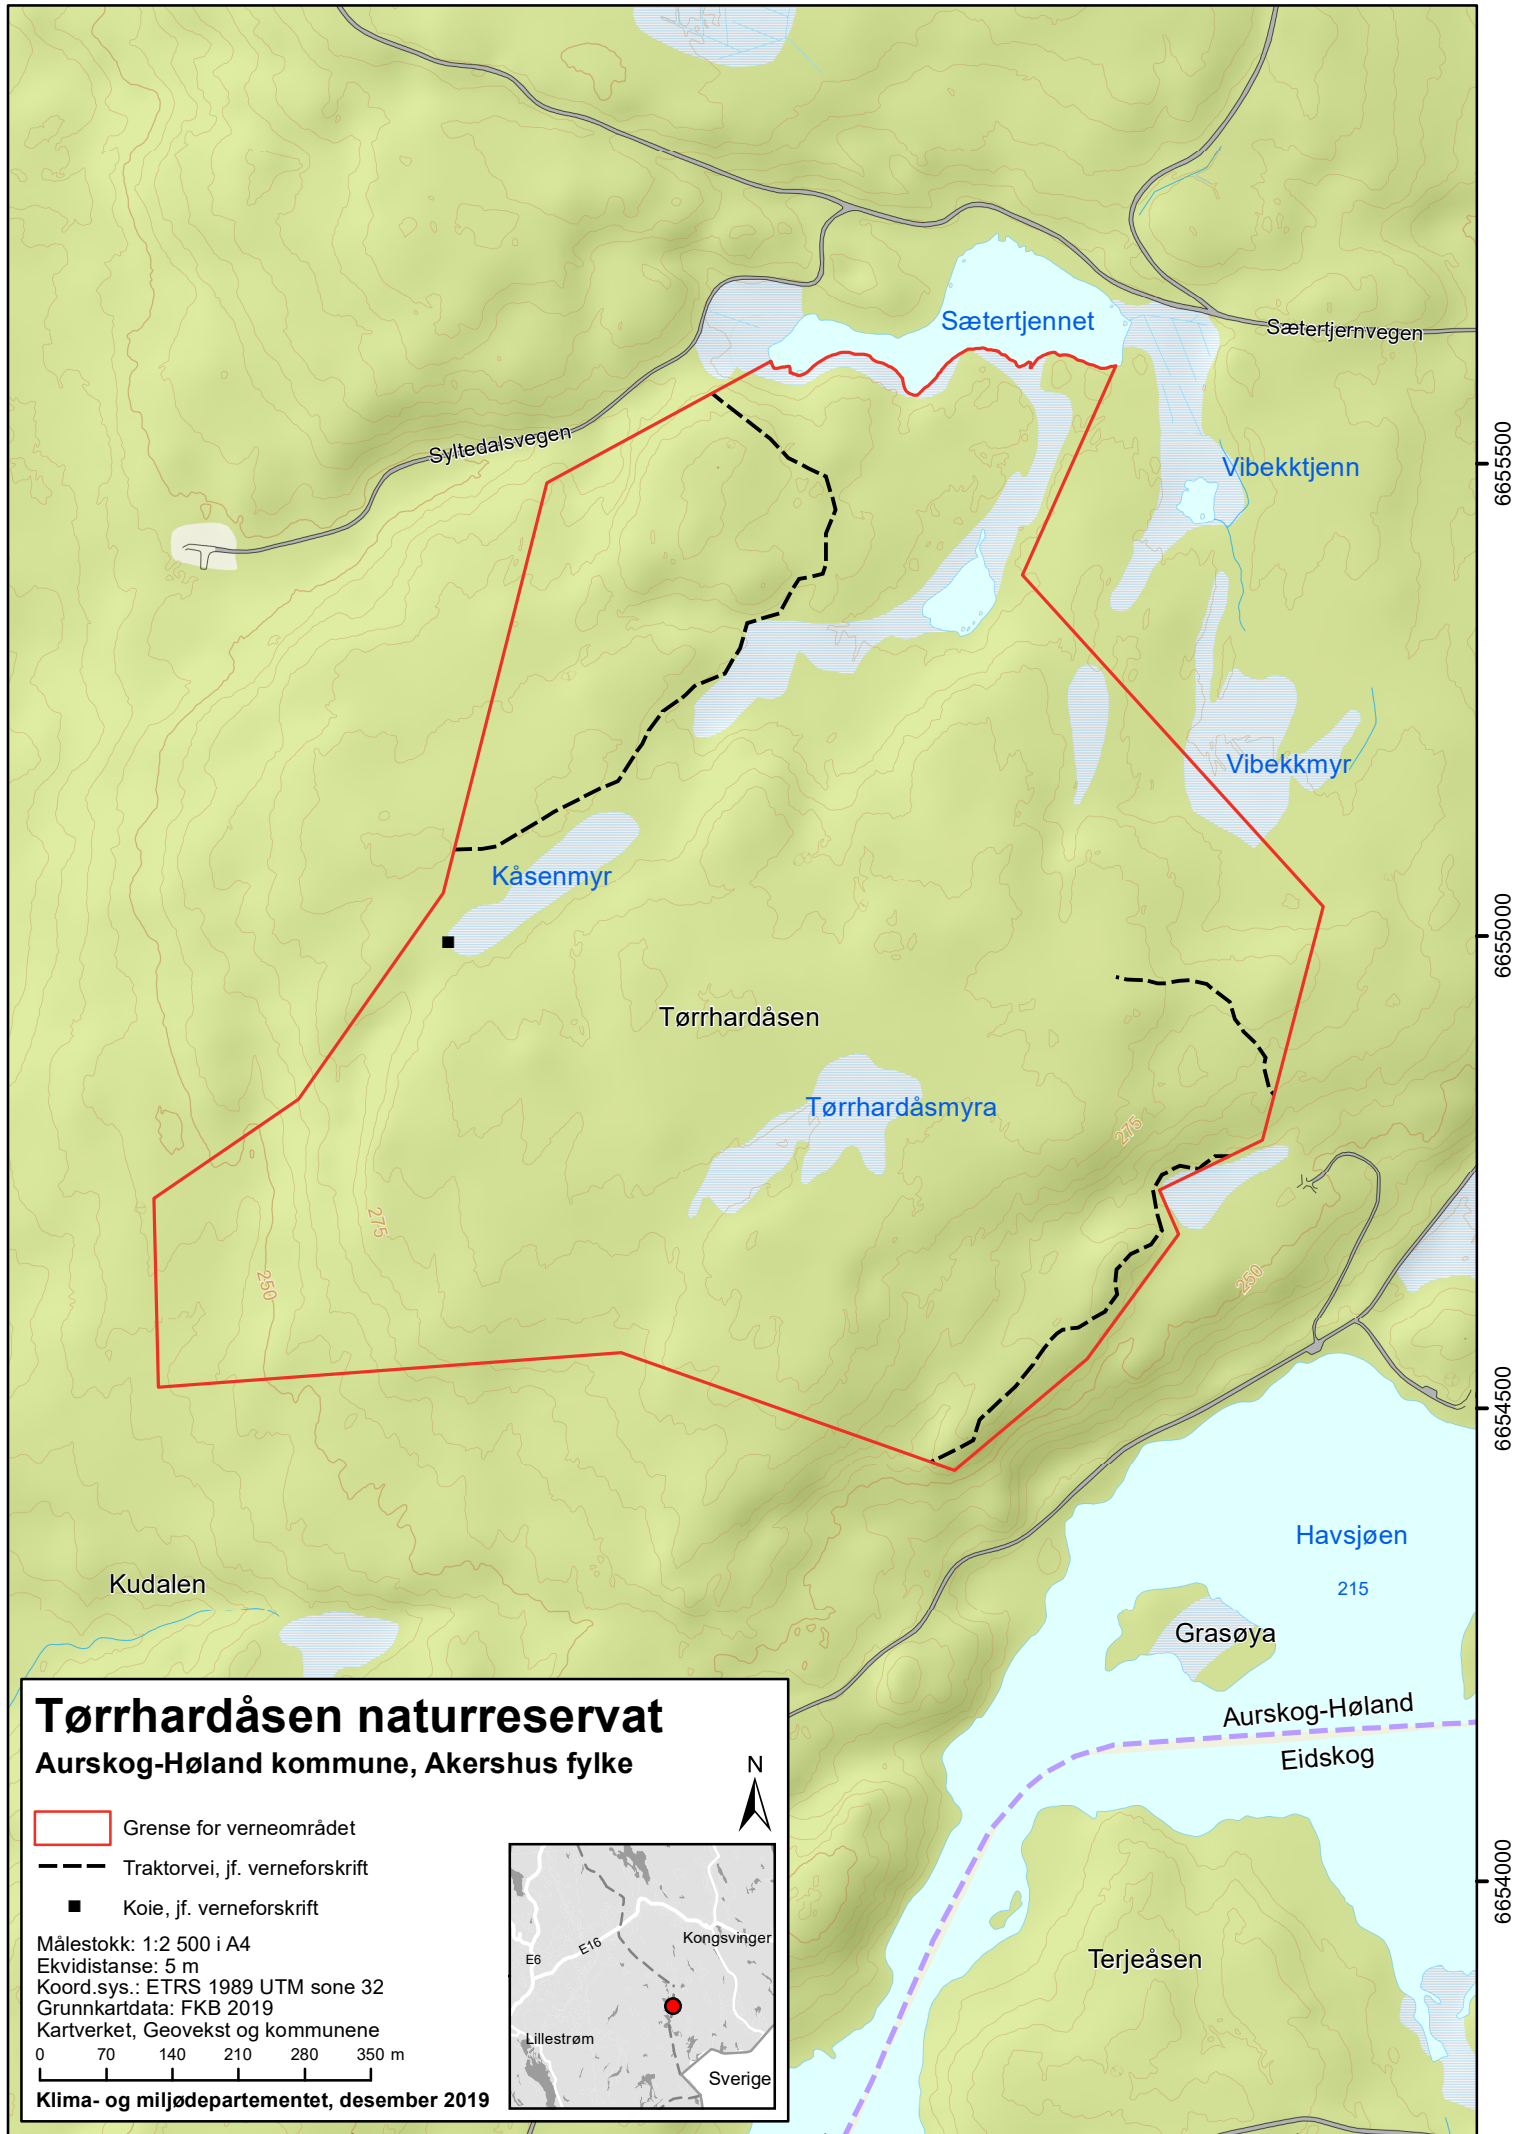 Sætertjennet
Sætertjernvegen
Syltedalsvegen
Vibekktjenn
6655500
Vibekkmyr
Kåsenmyr
6655000
Tørrhardåsen
Tørrhardåsmyra
275
275
250
250
6654500
Havsjøen
215
Kudalen
Grasøya
Aurskog-Høland
Eidskog
6654000
Terjeåsen
Tørrhardåsen naturreservat
Aurskog-Høland kommune, Akershus fylke
N
Grense for verneområdet
Traktorvei, jf. verneforskrift
Koie, jf. verneforskrift
Målestokk: 1:2 500 i A4
Ekvidistanse: 5 m
Koord.sys.: ETRS 1989 UTM sone 32
Grunnkartdata: FKB 2019
Kartverket, Geovekst og kommunene
0 70 140 210 280 350 m
Klima- og miljødepartementet, desember 2019
Kongsvinger
E16
E6
Lillestrøm
Sverige